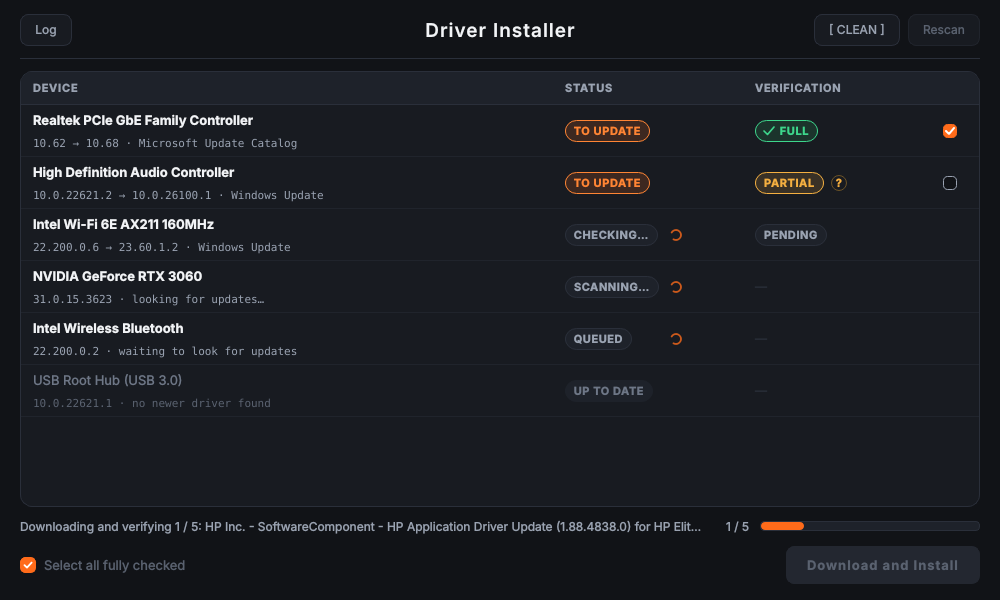 Log
Driver Installer
[ CLEAN ]
Rescan
DEVICE STATUS VERIFICATION
Realtek PCIe GbE Family Controller
10.62 → 10.68 · Microsoft Update Catalog
TO UPDATE
FULL
High Definition Audio Controller
10.0.22621.2 → 10.0.26100.1 · Windows Update
TO UPDATE
PARTIAL ?
Intel Wi-Fi 6E AX211 160MHz
22.200.0.6 → 23.60.1.2 · Windows Update
CHECKING...
PENDING
NVIDIA GeForce RTX 3060
31.0.15.3623 · looking for updates…
SCANNING...
—
Intel Wireless Bluetooth
22.200.0.2 · waiting to look for updates
QUEUED
—
USB Root Hub (USB 3.0)
10.0.22621.1 · no newer driver found
UP TO DATE
—
Downloading and verifying 1 / 5: HP Inc. - SoftwareComponent - HP Application Driver Update (1.88.4838.0) for HP Elit...
1 / 5
Select all fully checked
Download and Install